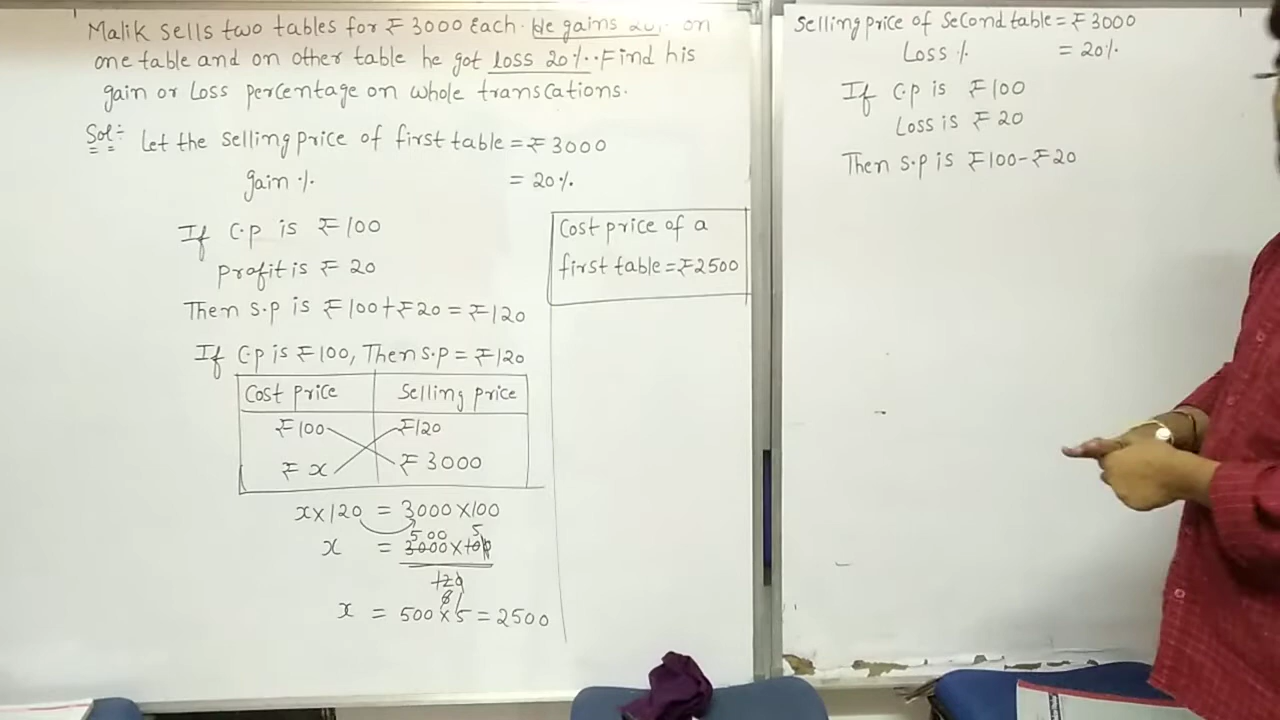 Malik sells two tables for ₹ 3000 Each. He gains 20% on
one table and on other table he got loss 20%. Find his
gain or Loss percentage on whole transcations.
Sol:- Let the selling price of first table = ₹ 3000
gain % = 20%
If C.p is ₹ 100
profit is ₹ 20
Then S.p is ₹ 100 + ₹ 20 = ₹ 120
If C.p is ₹ 100, Then S.p = ₹ 120
Cost price Selling price
₹ 100 ₹ 120
₹ x ₹ 3000
x × 120 = 3000 × 100
500 5
x = 3000 × 100
120
6 1
x = 500 × 5 = 2500
Cost price of a
first table = ₹ 2500
Selling price of Second table = ₹ 3000
Loss % = 20%
If C.p is ₹ 100
Loss is ₹ 20
Then S.p is ₹ 100 - ₹ 20